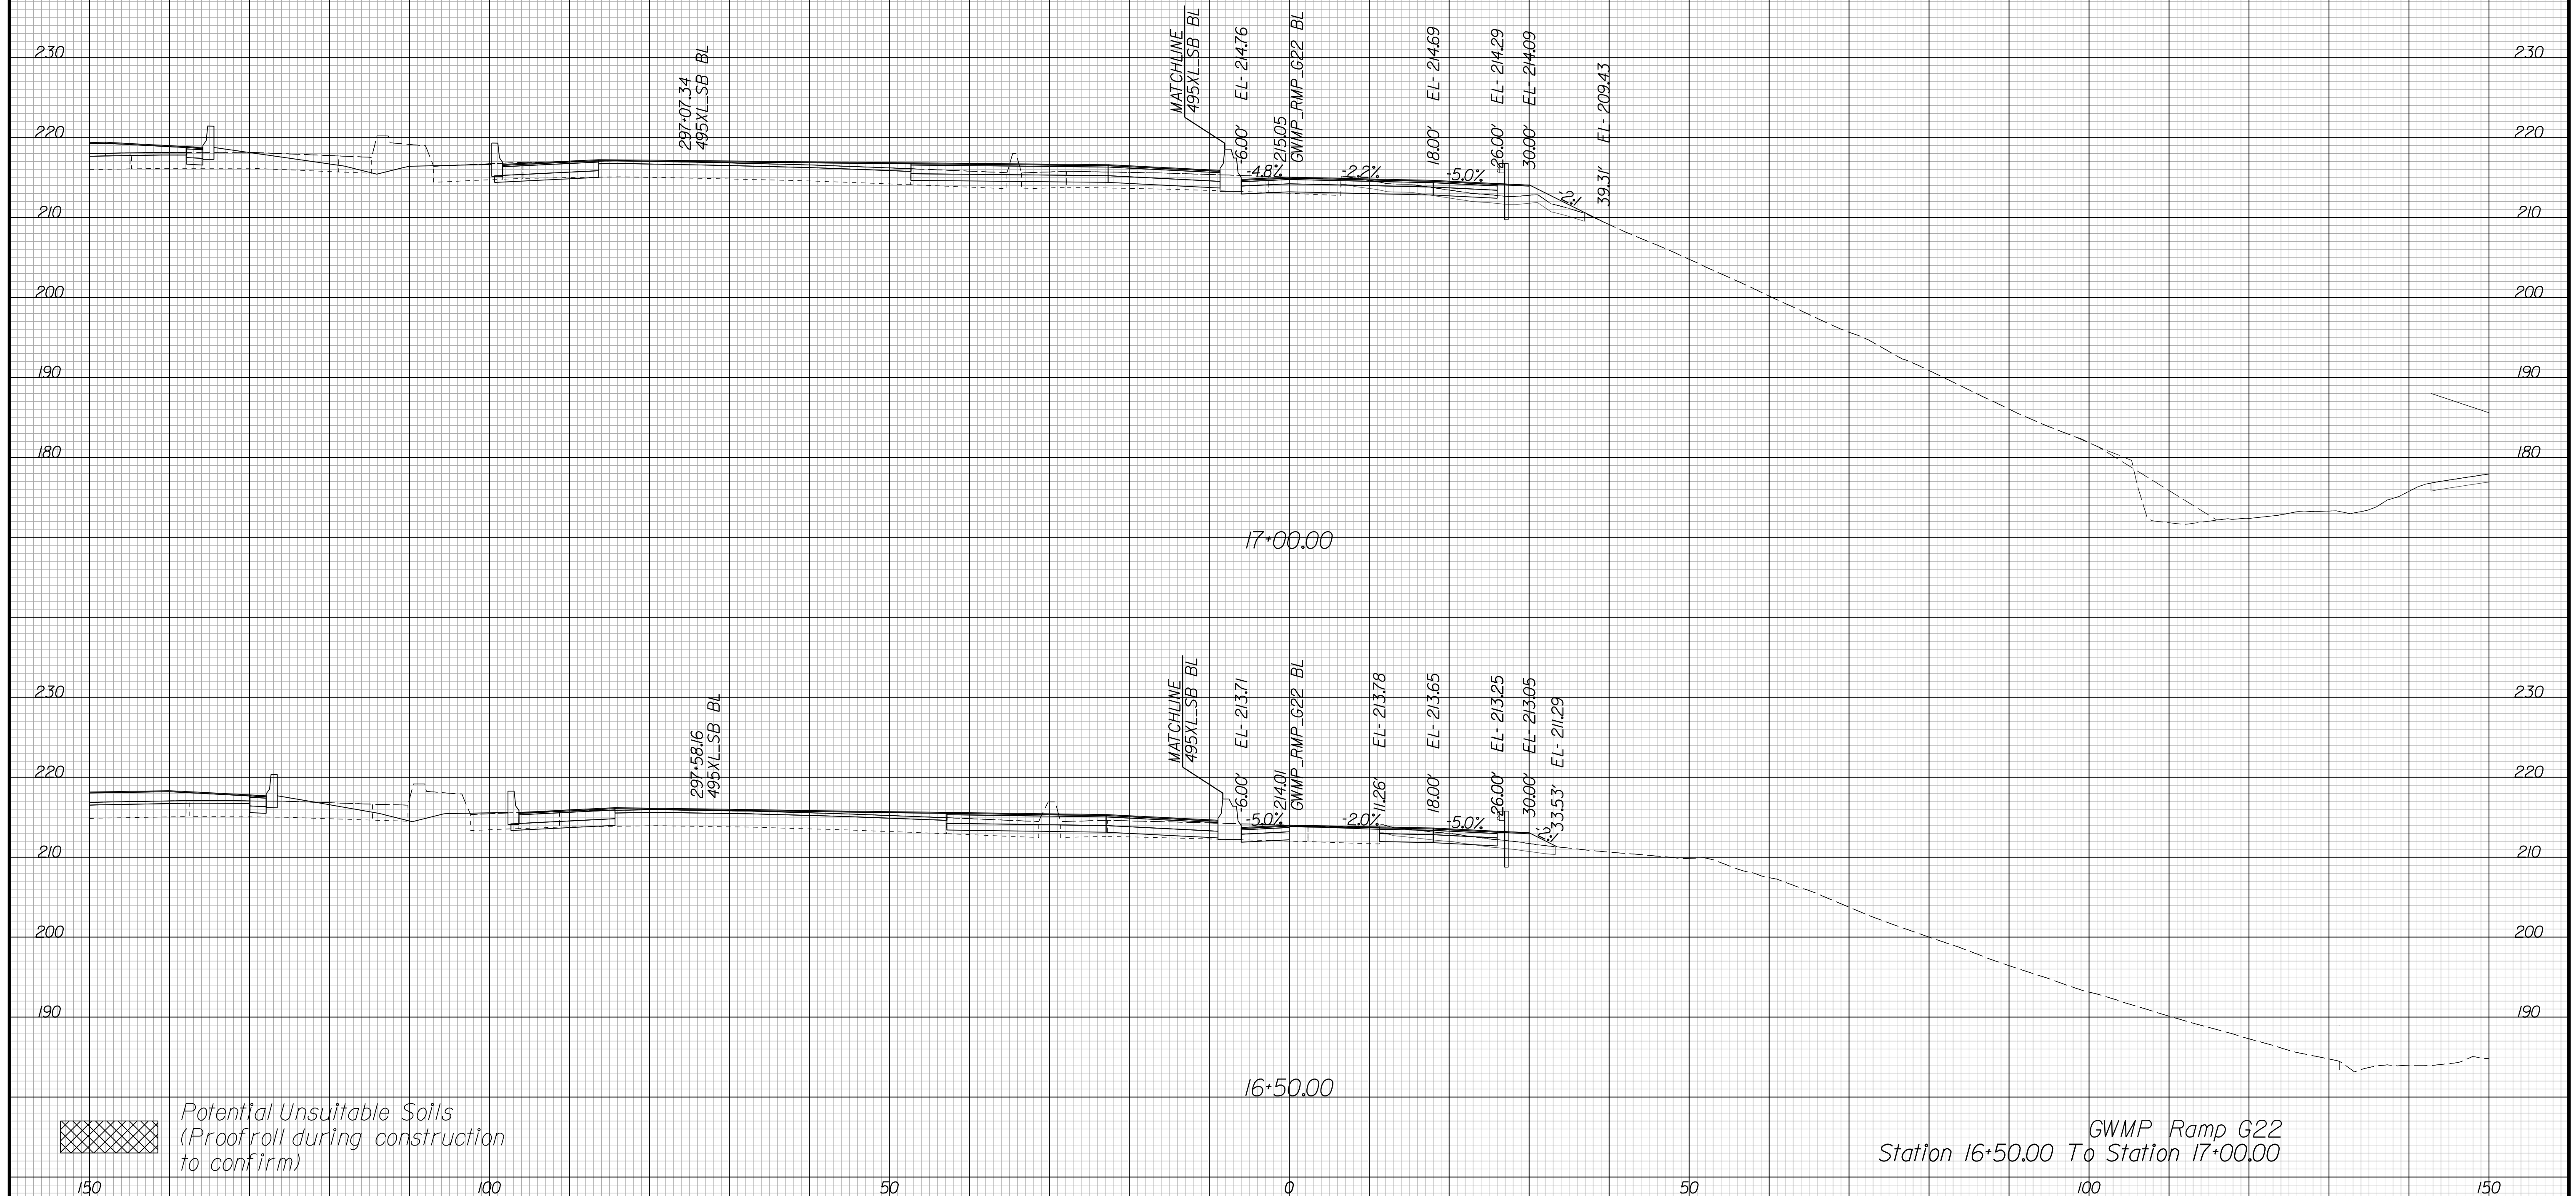 230
220
210
200
190
180
297+07.34
495XL_SB BL
MATCHLINE
495XL_SB BL
6.00' EL- 214.76
215.05
GWMP_RMP_G22 BL
18.00' EL- 214.69
26.00' EL- 214.29
30.00' EL- 214.09
39.31' EL- 209.43
-4.8%
-2.2%
-5.0%
-2:1
230
220
210
200
190
180
17+00.00
230
220
210
200
190
297+58.16
495XL_SB BL
MATCHLINE
495XL_SB BL
6.00' EL- 213.71
214.01
GWMP_RMP_G22 BL
11.26' EL- 213.78
18.00' EL- 213.65
26.00' EL- 213.25
30.00' EL- 213.05
33.53' EL- 211.29
-5.0%
-2.0%
-5.0%
-2:1
230
220
210
200
190
16+50.00
Potential Unsuitable Soils
(Proofroll during construction
to confirm)
GWMP Ramp G22
Station 16+50.00 To Station 17+00.00
150 100 50 0 50 100 150